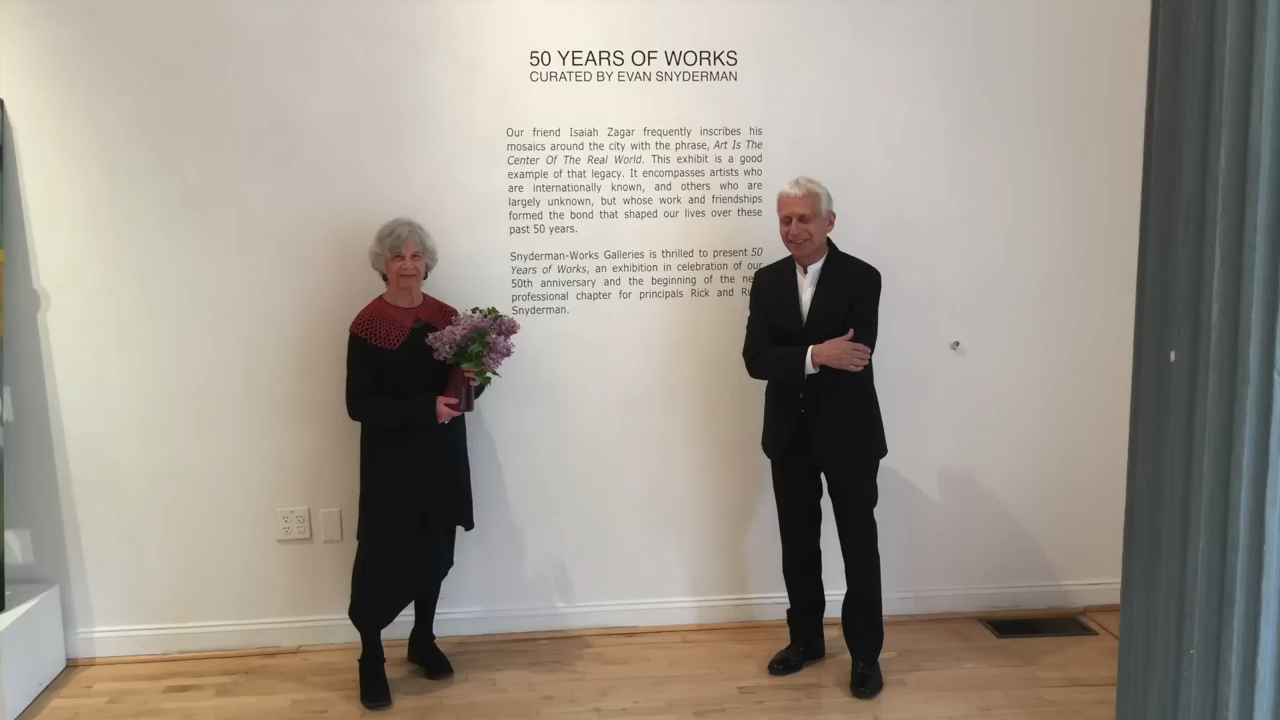 50 YEARS OF WORKS
CURATED BY EVAN SNYDERMAN
Our friend Isaiah Zagar frequently inscribes his
mosaics around the city with the phrase, Art Is The
Center Of The Real World. This exhibit is a good
example of that legacy. It encompasses artists who
are internationally known, and others who are
largely unknown, but whose work and friendships
formed the bond that shaped our lives over these
past 50 years.
Snyderman-Works Galleries is thrilled to present 50
Years of Works, an exhibition in celebration of our
50th anniversary and the beginning of the
professional chapter for principals Rick and
Snyderman.